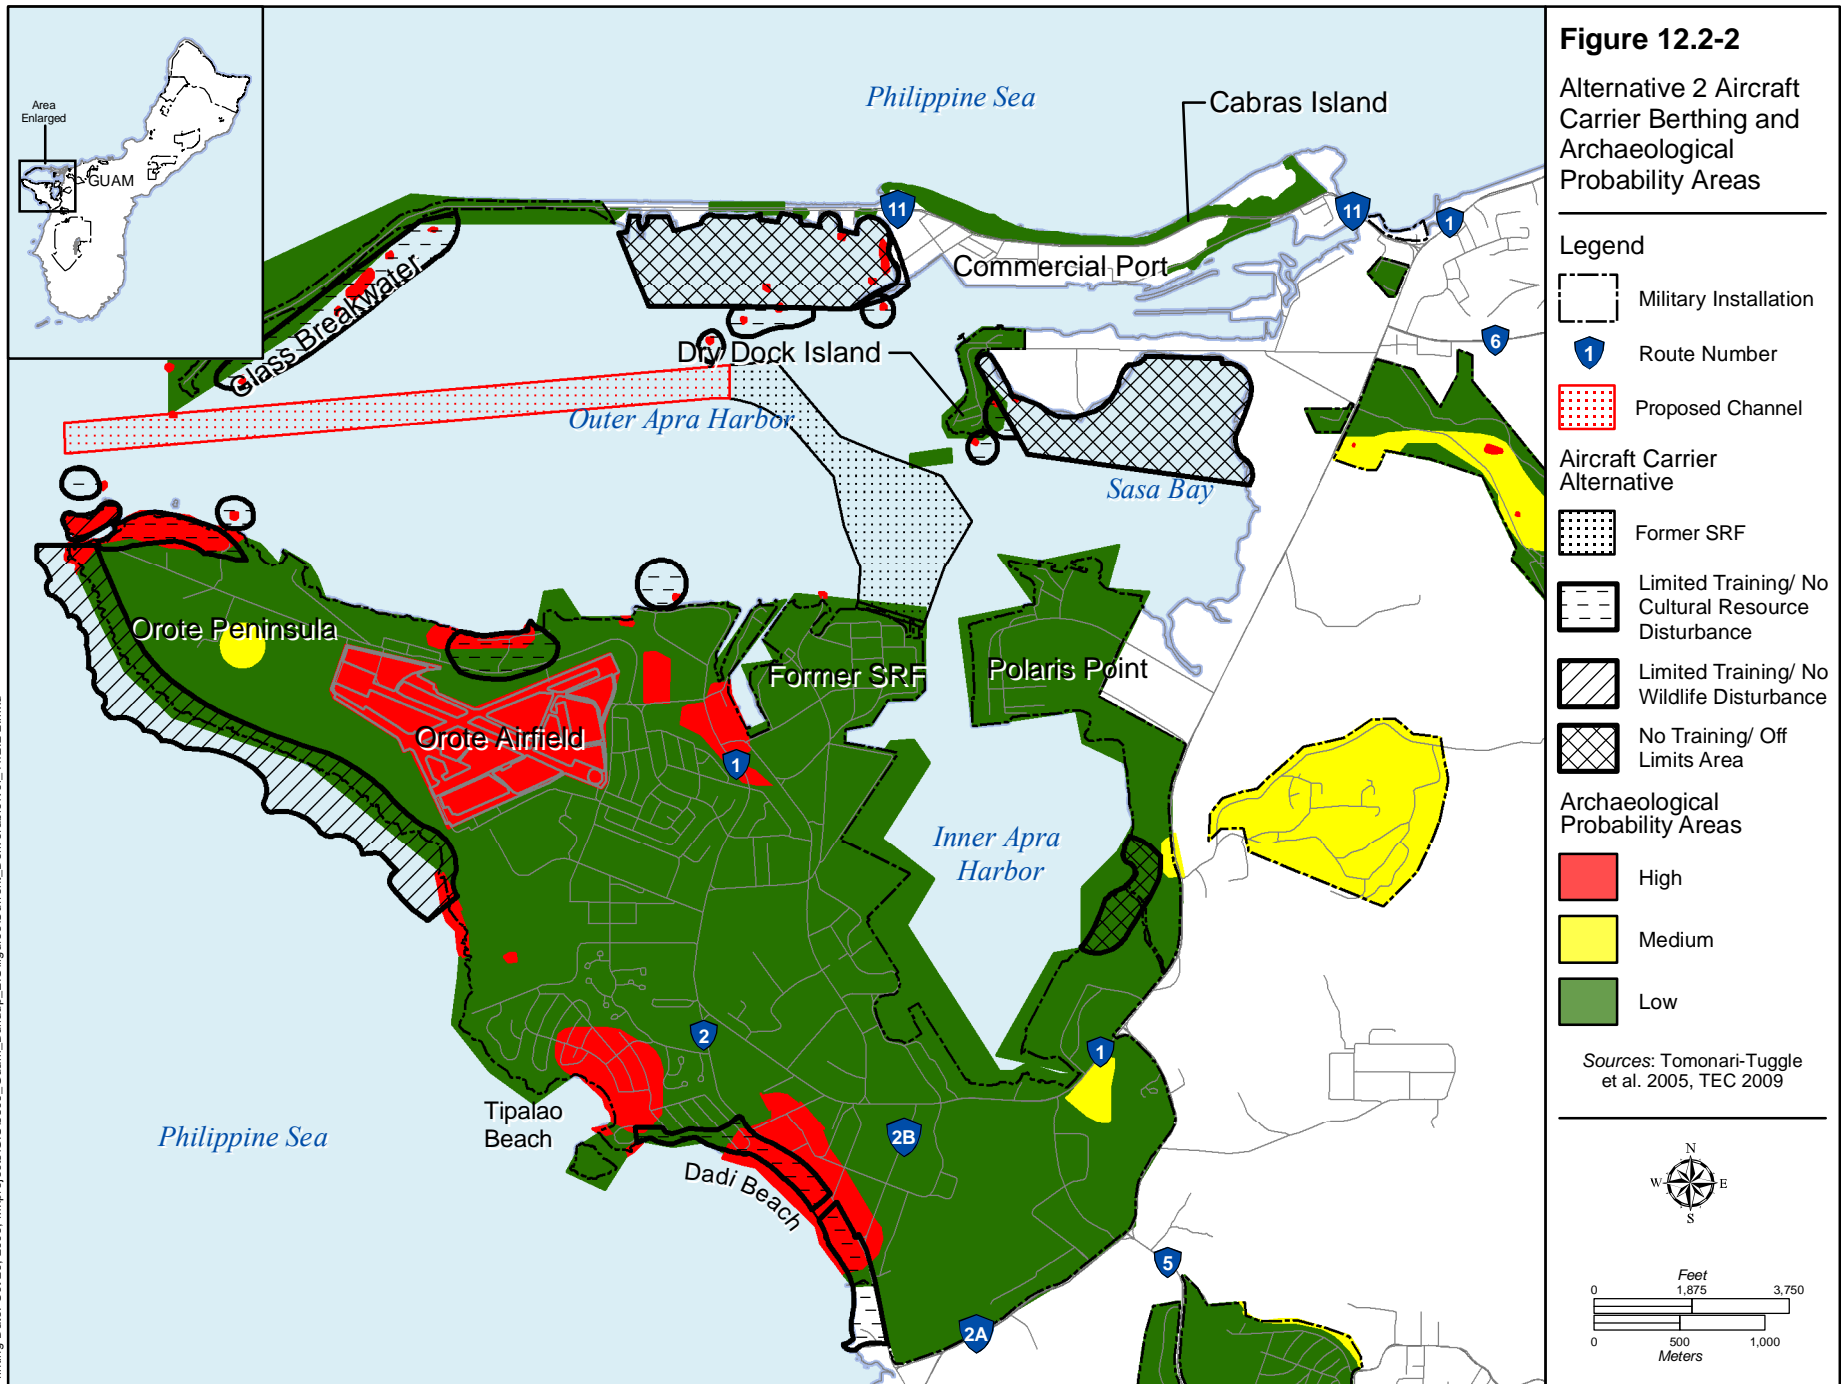 Figure 12.2-2
Alternative 2 Aircraft
Carrier Berthing and
Archaeological
Probability Areas
Legend
Military Installation
1
Route Number
Proposed Channel
Aircraft Carrier
Alternative
Former SRF
Limited Training/ No
Cultural Resource
Disturbance
Limited Training/ No
Wildlife Disturbance
No Training/ Off
Limits Area
Archaeological
Probability Areas
High
Medium
Low
Sources: Tomonari-Tuggle
et al. 2005, TEC 2009
N
W
E
S
Feet
0
1,875
3,750
0
500
1,000
Meters
Area
Enlarged
GUAM
Philippine Sea
Cabras Island
11
11
1
Commercial Port
Glass Breakwater
Dry Dock Island
6
Outer Apra Harbor
Sasa Bay
Orote Peninsula
Former SRF
Polaris Point
Orote Airfield
1
Inner Apra
Harbor
2
1
Tipalao
Beach
Philippine Sea
2B
Dadi Beach
5
2A